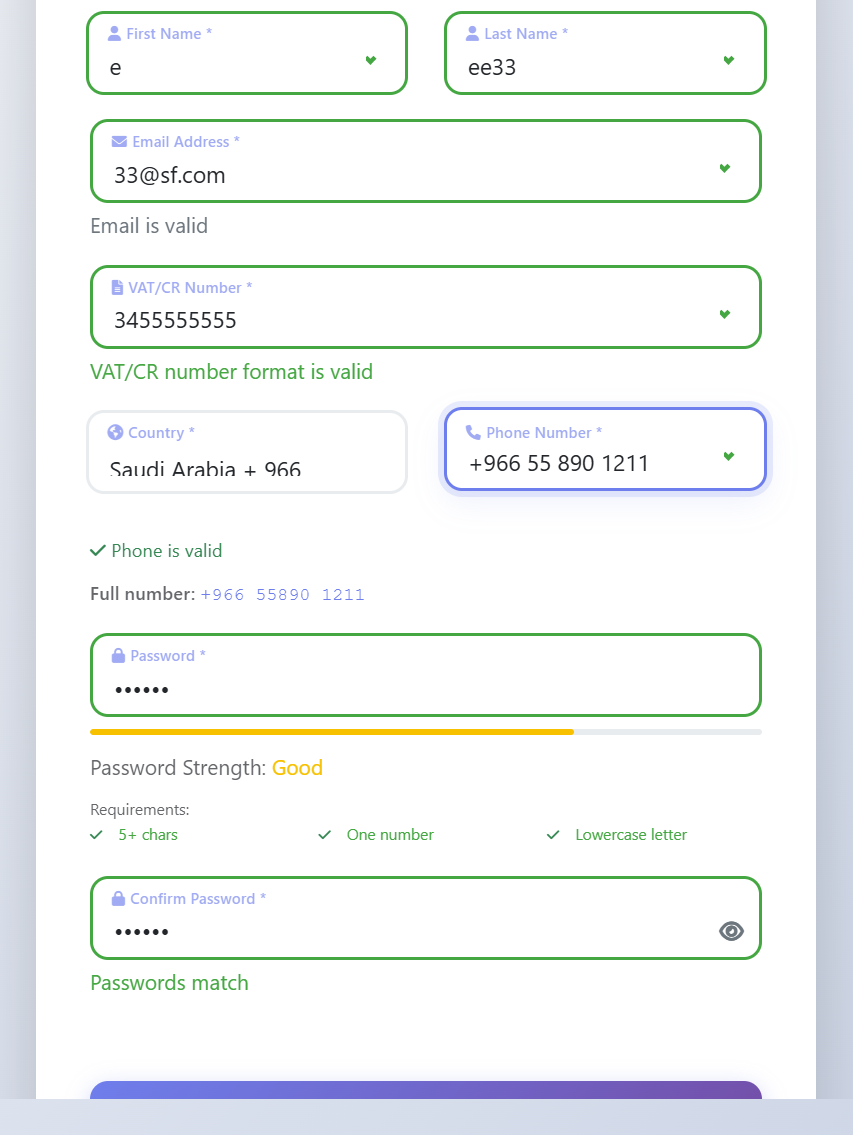 First Name * Last Name *
e ee33
Email Address *
33@sf.com
Email is valid
VAT/CR Number *
3455555555
VAT/CR number format is valid
Country * Phone Number *
Saudi Arabia + 966 +966 55 890 1211
Phone is valid
Full number: +966 55890 1211
Password *
••••••
Password Strength: Good
Requirements:
5+ chars One number Lowercase letter
Confirm Password *
••••••
Passwords match